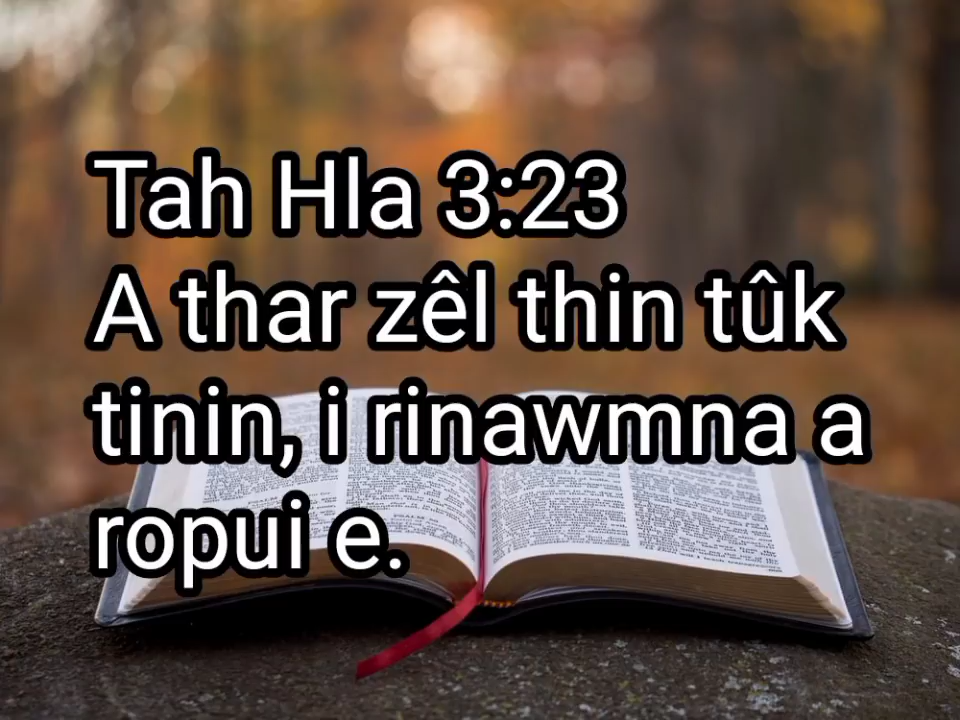 Tah Hla 3:23
A thar zêl thin tûk
tinin, i rinawmna a
ropui e.